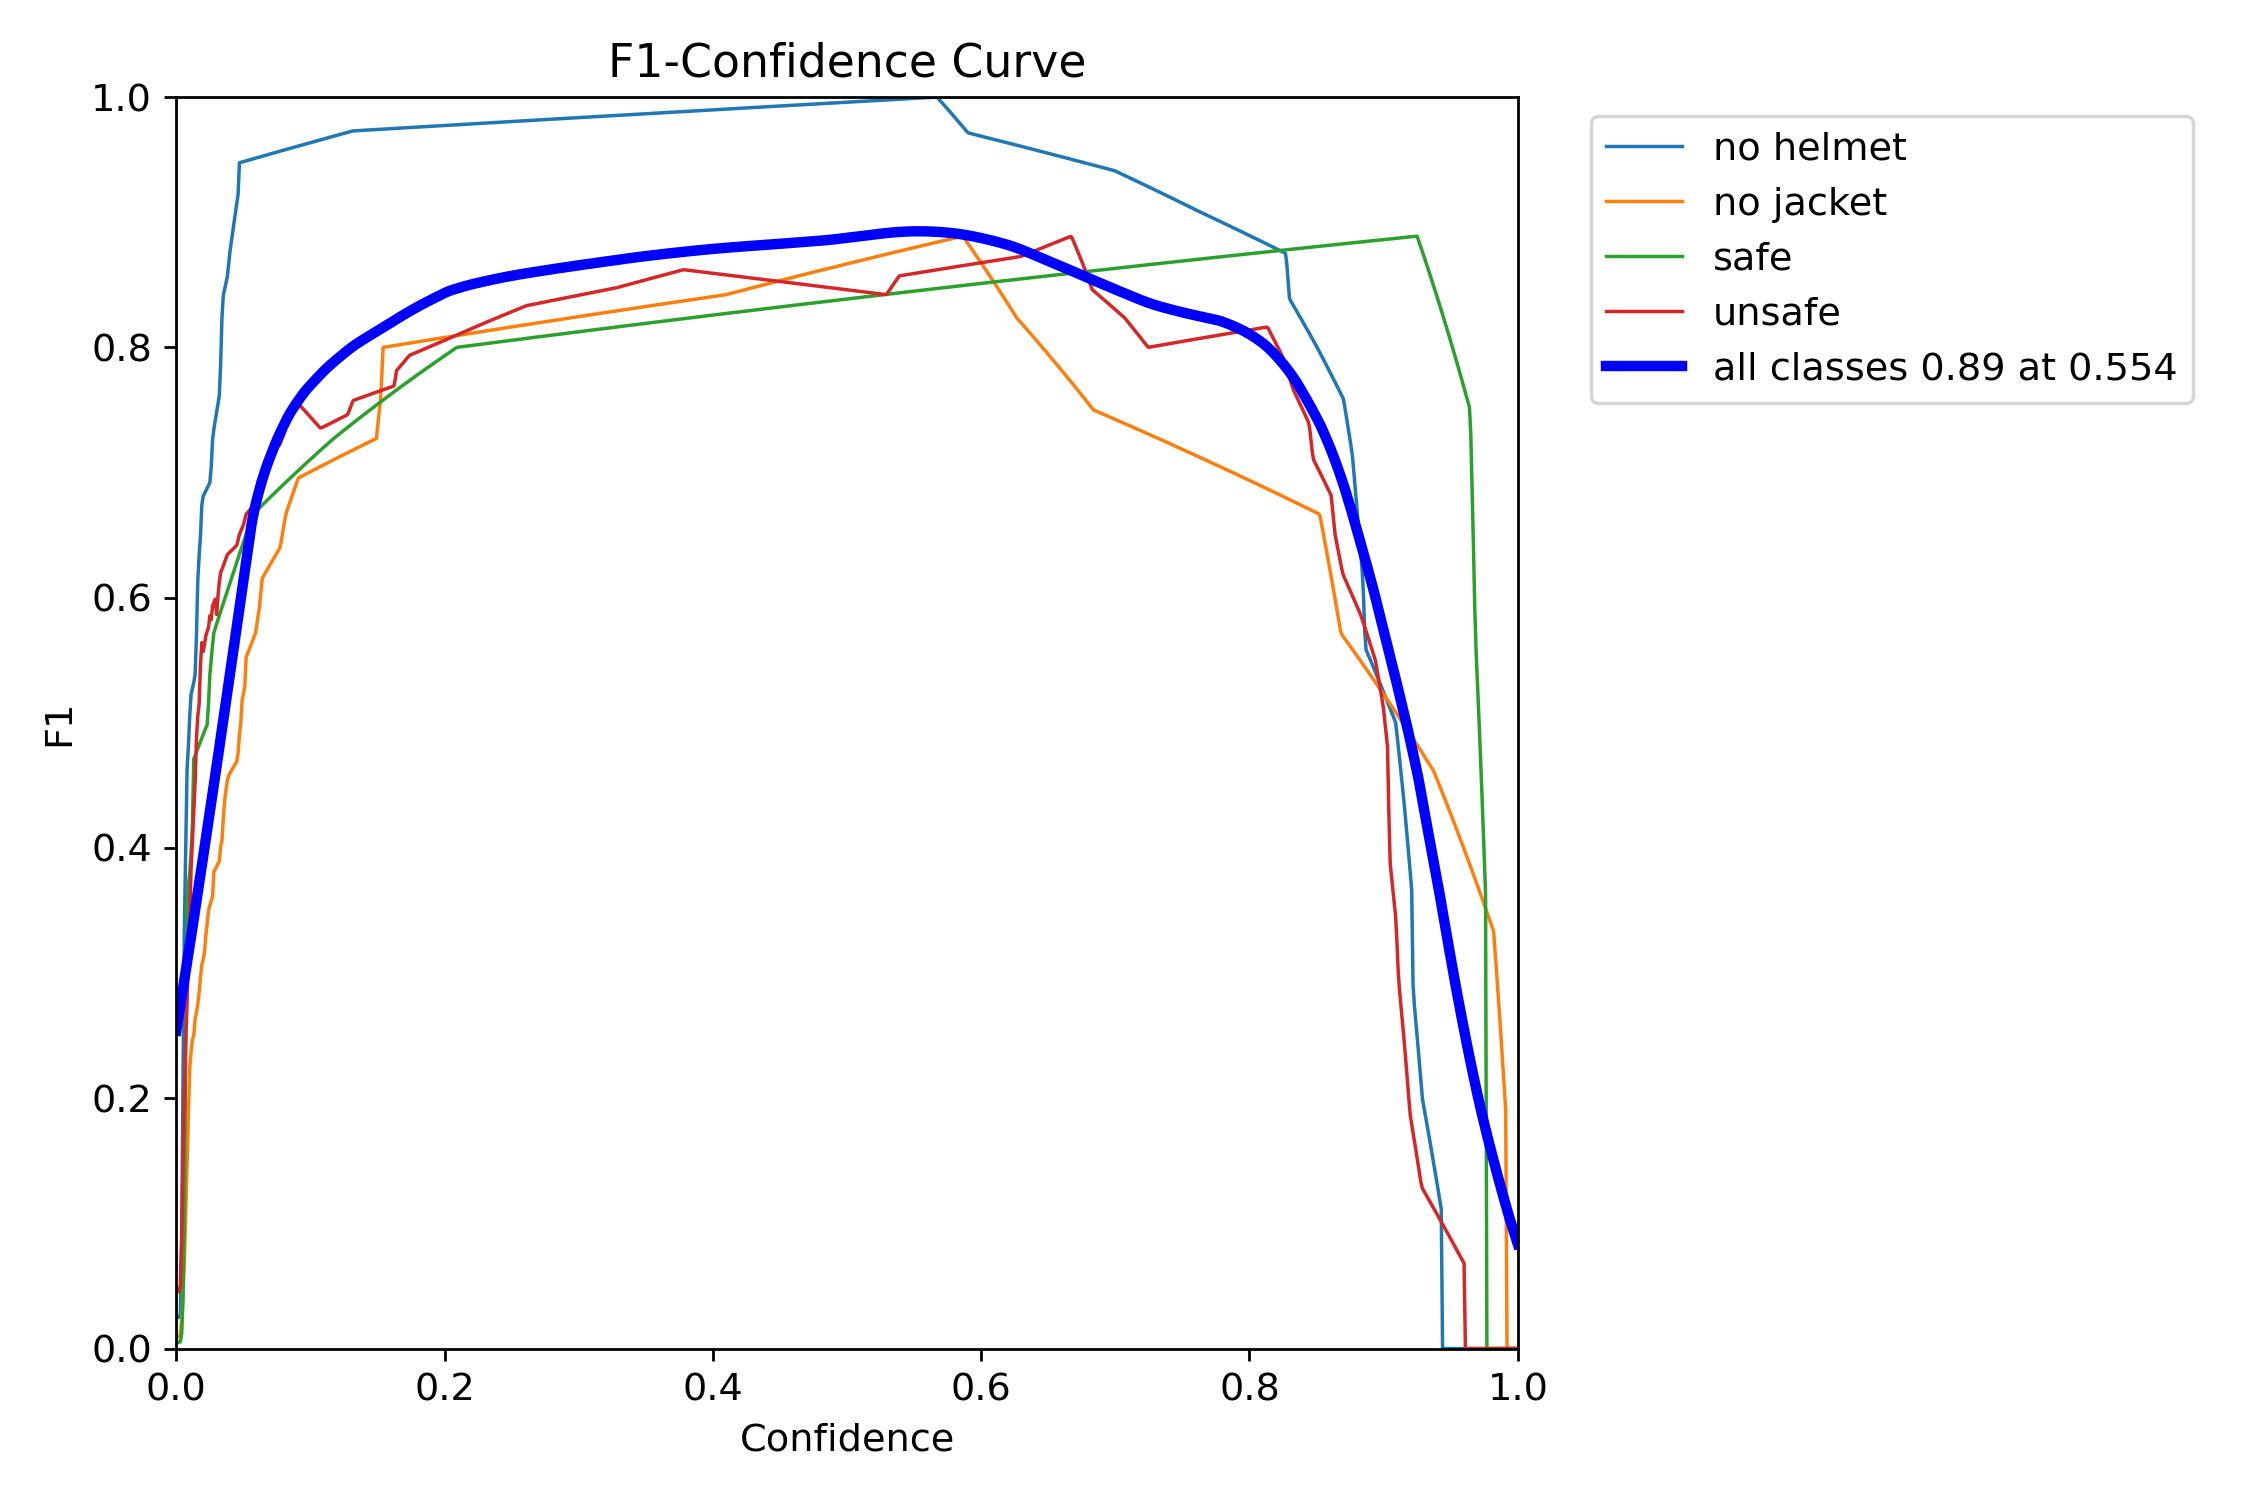 F1-Confidence Curve
1.0
0.8
0.6
0.4
0.2
0.0
F1
0.0 0.2 0.4 0.6 0.8 1.0
Confidence
no helmet
no jacket
safe
unsafe
all classes 0.89 at 0.554